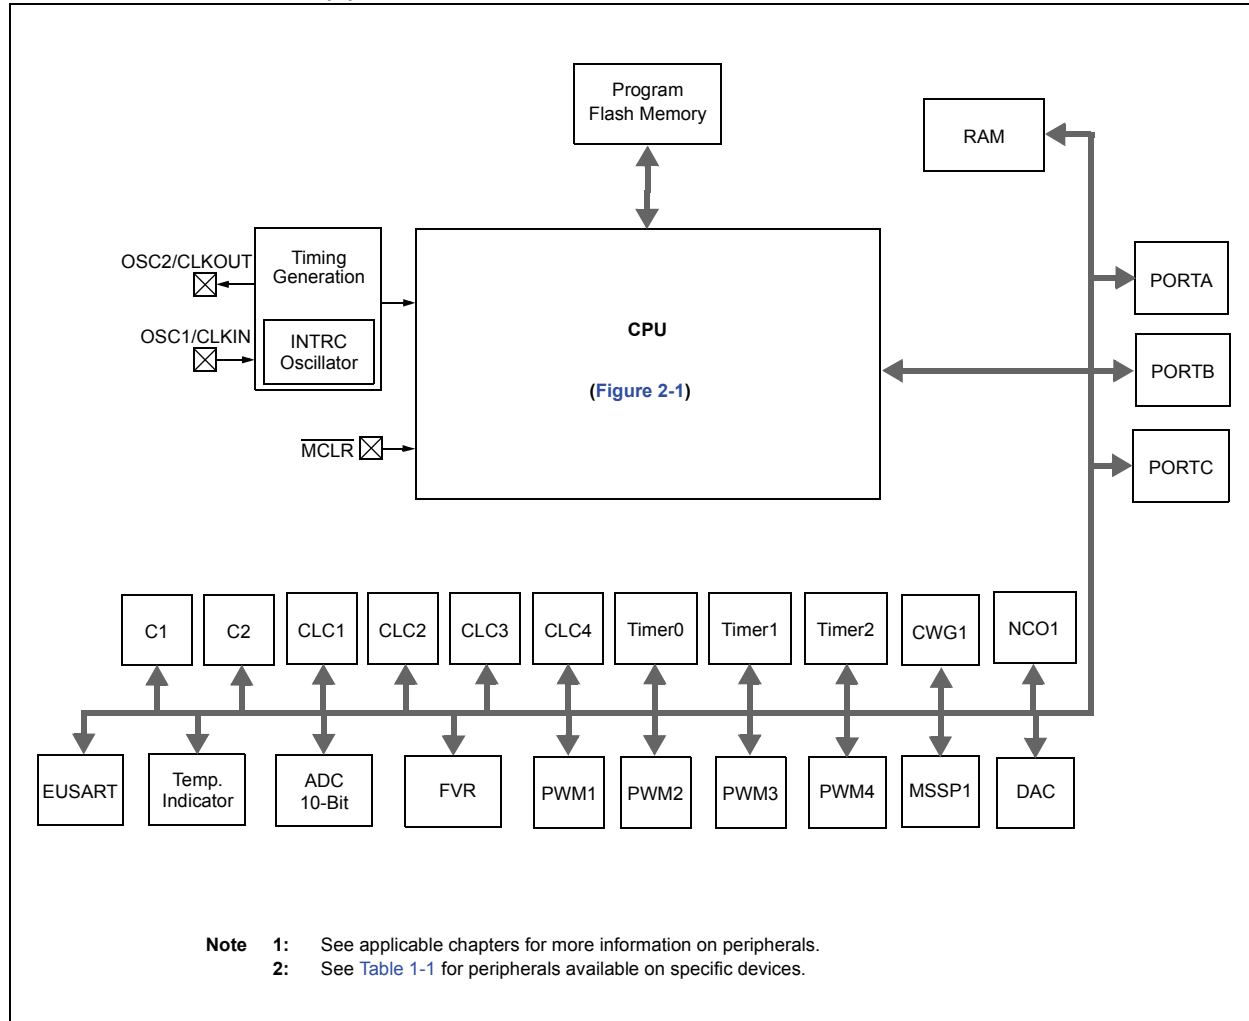 Program
Flash Memory
RAM
OSC2/CLKOUT
Timing
Generation
PORTA
OSC1/CLKIN
INTRC
Oscillator
CPU
(Figure 2-1)
PORTB
MCLR
PORTC
C1
C2
CLC1
CLC2
CLC3
CLC4
Timer0
Timer1
Timer2
CWG1
NCO1
EUSART
Temp.
Indicator
ADC
10-Bit
FVR
PWM1
PWM2
PWM3
PWM4
MSSP1
DAC
Note 1: See applicable chapters for more information on peripherals.
2: See Table 1-1 for peripherals available on specific devices.